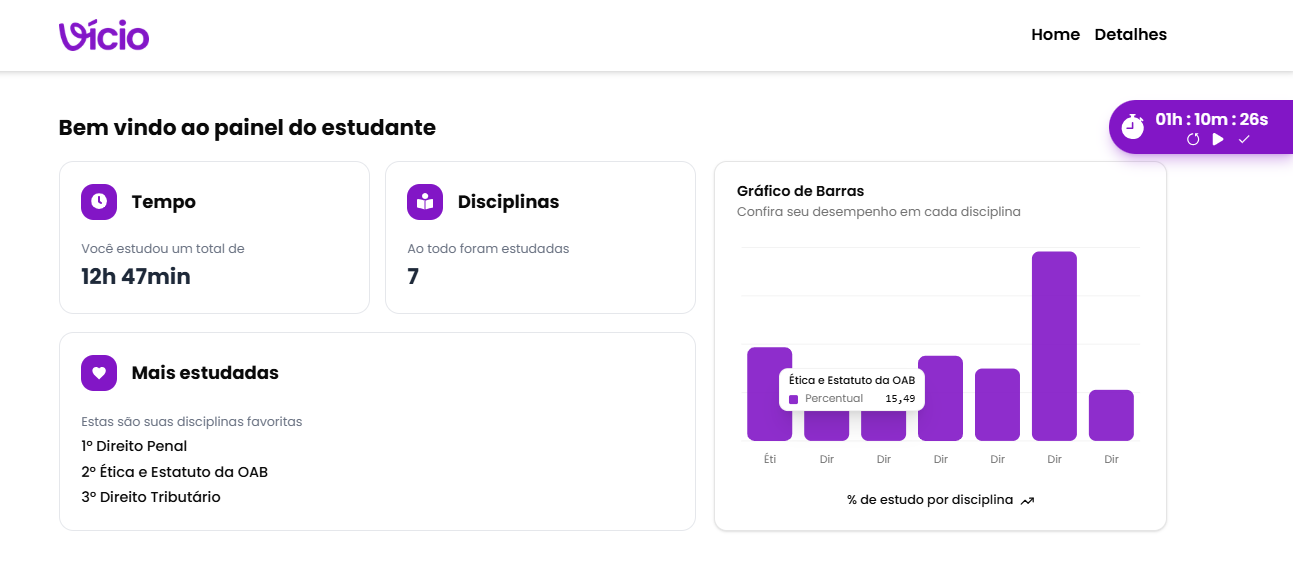 Vício
Home Detalhes
Bem vindo ao painel do estudante
01h : 10m : 26s
Tempo
Você estudou um total de
12h 47min
Disciplinas
Ao todo foram estudadas
7
Mais estudadas
Estas são suas disciplinas favoritas
1º Direito Penal
2º Ética e Estatuto da OAB
3º Direito Tributário
Gráfico de Barras
Confira seu desempenho em cada disciplina
Ética e Estatuto da OAB
Percentual 15,49
Éti Dir Dir Dir Dir Dir Dir
% de estudo por disciplina